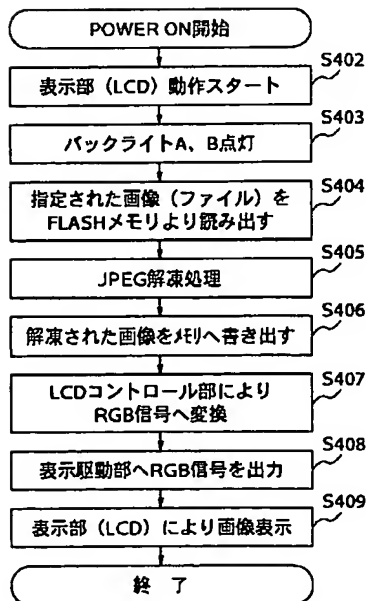 POWER ON開始
S402
表示部（LCD）動作スタート
S403
バックライトA、B点灯
S404
指定された画像（ファイル）を
FLASHメモリより読み出す
S405
JPEG解凍処理
S406
解凍された画像をﾒﾓﾘへ書き出す
S407
LCDコントロール部により
RGB信号へ変換
S408
表示駆動部へRGB信号を出力
S409
表示部（LCD）により画像表示
終　了